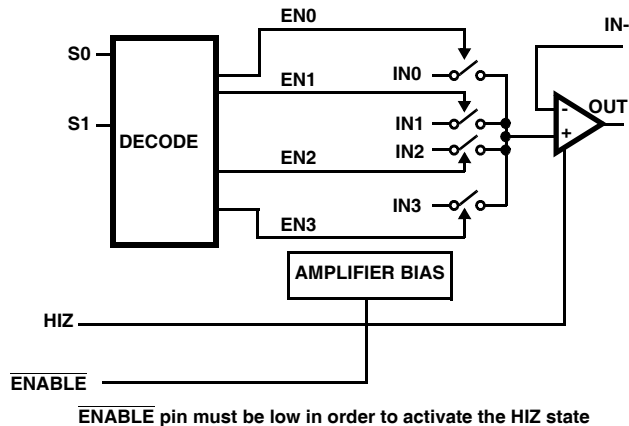 EN0
IN-
S0
IN0
EN1
OUT
S1
IN1
-
+
DECODE
IN2
EN2
IN3
EN3
AMPLIFIER BIAS
HIZ
ENABLE
ENABLE pin must be low in order to activate the HIZ state